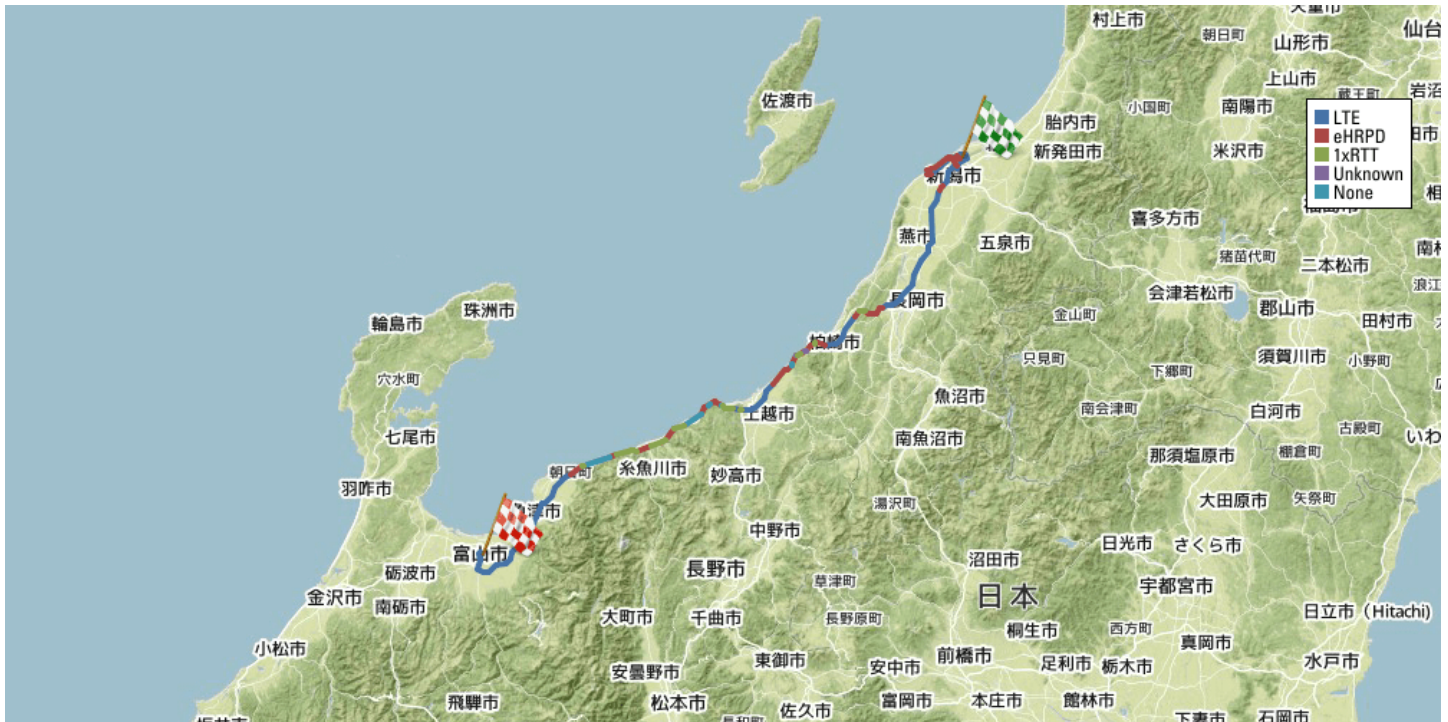 村上市
朝日町
山形市
仙台
上山市
蔵王町
岩沼
小国町
南陽市
佐渡市
胎内市
新発田市
米沢市
LTE
eHRPD
1xRTT
Unknown
None
新潟市
喜多方市
燕市
五泉市
猪苗代町
二本松市
浪江
会津若松市
郡山市
田村市
長岡市
金山町
珠洲市
輪島市
柏崎市
只見町
須賀川市
小野町
下郷町
穴水町
魚沼市
南会津町
白河市
古殿町
上越市
七尾市
南魚沼市
いわ
棚倉町
那須塩原市
朝日町
糸魚川市
妙高市
羽咋市
湯沢町
大田原市
矢祭町
中野市
富山市
沼田市
日光市
さくら市
砺波市
長野市
草津町
宇都宮市
金沢市
南砺市
日本
日立市（Hitachi）
大町市
千曲市
長野原町
桐生市
西方町
真岡市
小松市
東御市
安中市
前橋市
足利市
栃木市
水戸市
安曇野市
飛騨市
松本市
佐久市
富岡市
本庄市
館林市
下妻市
石岡市